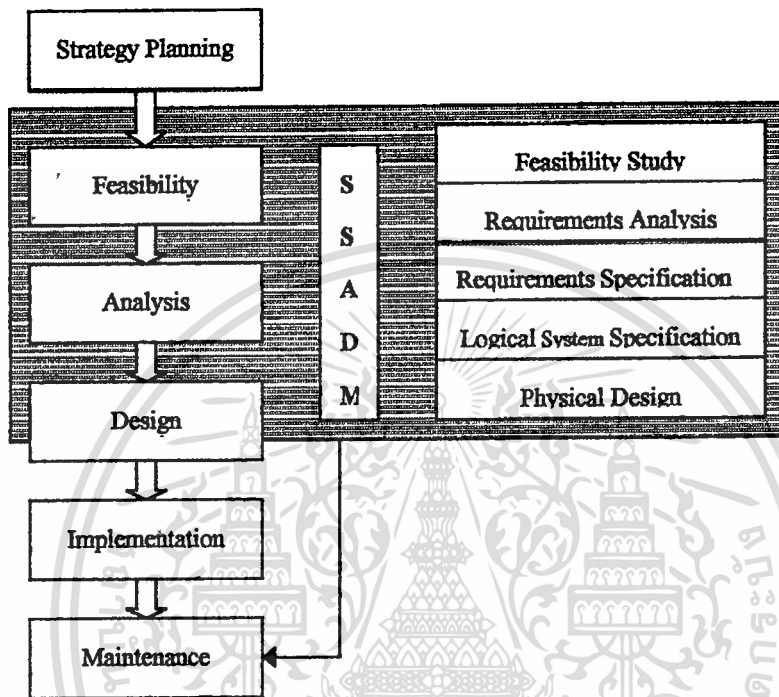 Strategy Planning
Feasibility
Analysis
Design
Implementation
Maintenance
S
S
A
D
M
Feasibility Study
Requirements Analysis
Requirements Specification
Logical System Specification
Physical Design